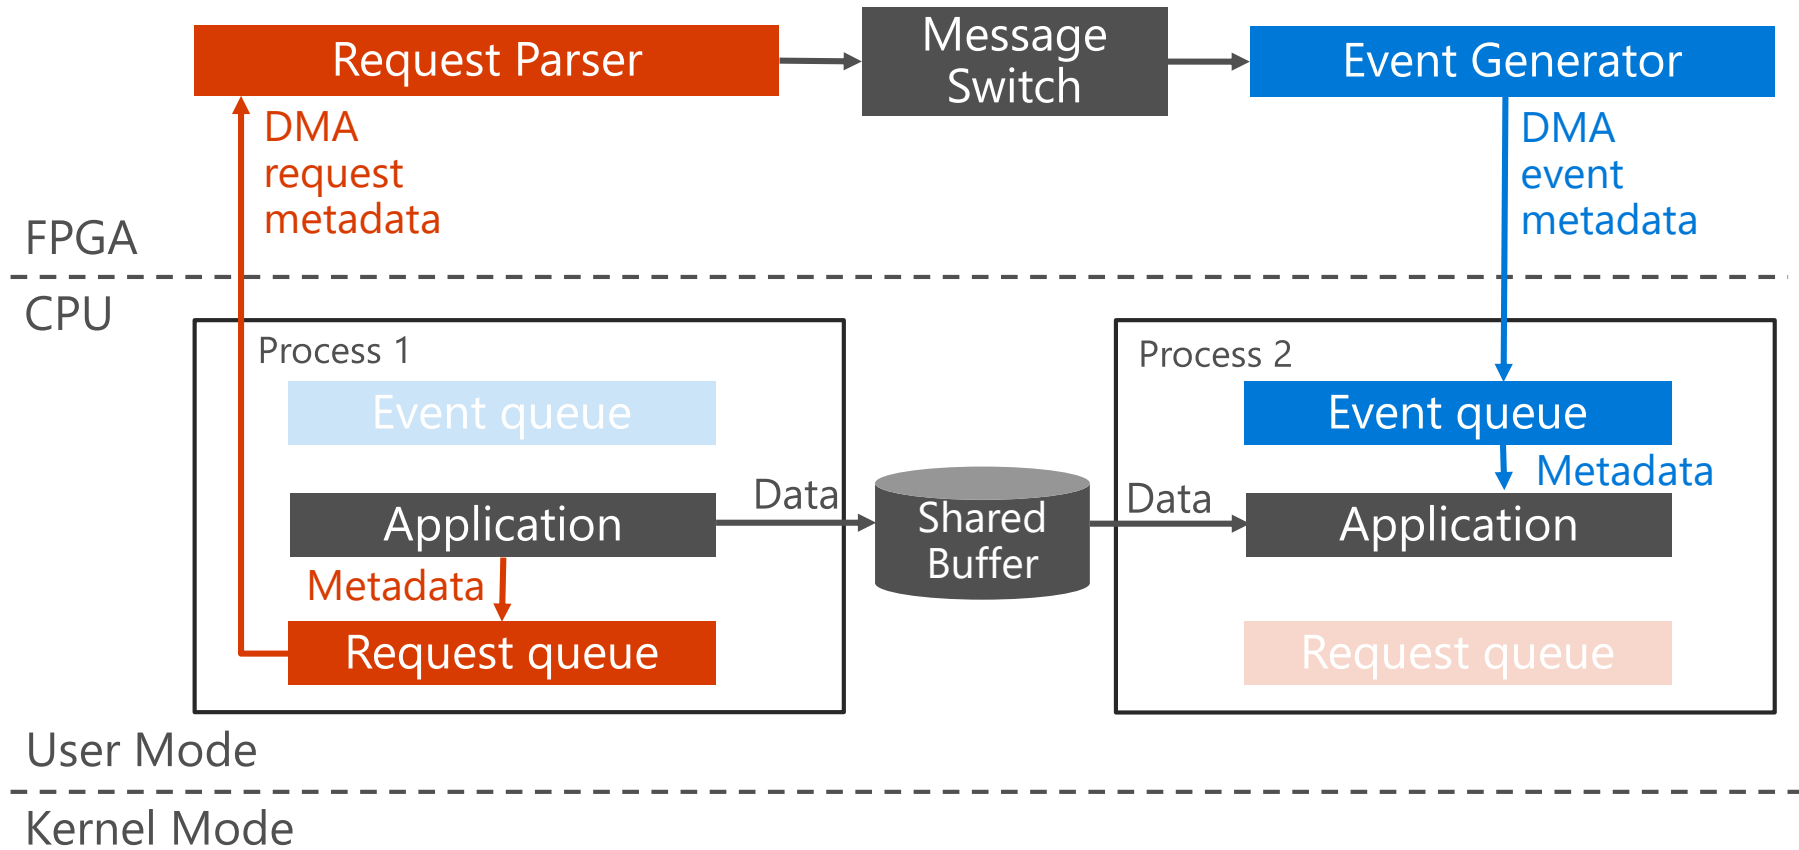 Request Parser
Message
Switch
Event Generator
DMA
request
metadata
DMA
event
metadata
FPGA
CPU
Process 1
Process 2
Event queue
Event queue
Metadata
Data
Data
Application
Shared
Buffer
Application
Metadata
Request queue
Request queue
User Mode
Kernel Mode